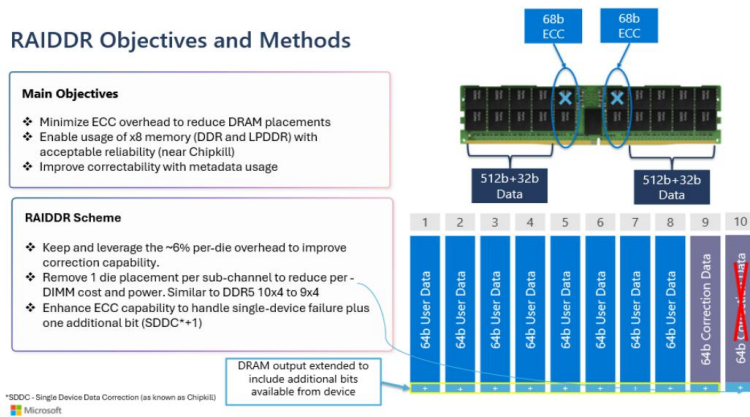 RAIDDR Objectives and Methods
68b
ECC
68b
ECC
512b+32b
Data
512b+32b
Data
Main Objectives
❖ Minimize ECC overhead to reduce DRAM placements
❖ Enable usage of x8 memory (DDR and LPDDR) with
acceptable reliability (near Chipkill)
❖ Improve correctability with metadata usage
RAIDDR Scheme
❖ Keep and leverage the ~6% per-die overhead to improve
correction capability.
❖ Remove 1 die placement per sub-channel to reduce per-
DIMM cost and power. Similar to DDR5 10x4 to 9x4
❖ Enhance ECC capability to handle single-device failure plus
one additional bit (SDDC*+1)
1 2 3 4 5 6 7 8 9 10
64b User Data
64b User Data
64b User Data
64b User Data
64b User Data
64b User Data
64b User Data
64b User Data
64b Correction Data
64b Correction Data
+ + + + + + + + + +
DRAM output extended to
include additional bits
available from device
*SDDC - Single Device Data Correction (as known as Chipkill)
Microsoft